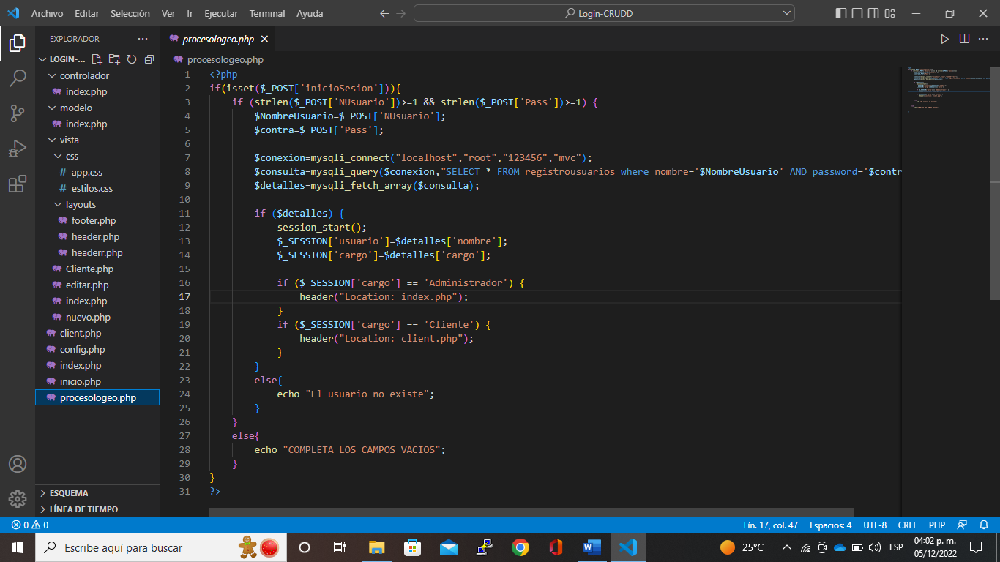 Archivo Editar Selección Ver Ir Ejecutar Terminal Ayuda
Login-CRUDD
EXPLORADOR
procesologeo.php
LOGIN-...
procesologeo.php
controlador
index.php
modelo
index.php
vista
css
# app.css
# estilos.css
layouts
footer.php
header.php
headerr.php
Cliente.php
editar.php
index.php
nuevo.php
client.php
config.php
index.php
inicio.php
procesologeo.php
ESQUEMA
LÍNEA DE TIEMPO
1 <?php
2 if(isset($_POST['inicioSesion'])){
3     if (strlen($_POST['NUsuario'])>=1 && strlen($_POST['Pass'])>=1) {
4         $NombreUsuario=$_POST['NUsuario'];
5         $contra=$_POST['Pass'];
6
7         $conexion=mysqli_connect("localhost","root","123456","mvc");
8         $consulta=mysqli_query($conexion,"SELECT * FROM registrousuarios where nombre='$NombreUsuario' AND password='$contr
9         $detalles=mysqli_fetch_array($consulta);
10
11         if ($detalles) {
12             session_start();
13             $_SESSION['usuario']=$detalles['nombre'];
14             $_SESSION['cargo']=$detalles['cargo'];
15
16             if ($_SESSION['cargo'] == 'Administrador') {
17                 header("Location: index.php");
18             }
19             if ($_SESSION['cargo'] == 'Cliente') {
20                 header("Location: client.php");
21             }
22         }
23         else{
24             echo "El usuario no existe";
25         }
26     }
27     else{
28         echo "COMPLETA LOS CAMPOS VACIOS";
29     }
30 }
31 ?>
0 0
Lín. 17, col. 47 Espacios: 4 UTF-8 CRLF PHP
Escribe aquí para buscar
25°C
ESP
04:02 p. m.
05/12/2022